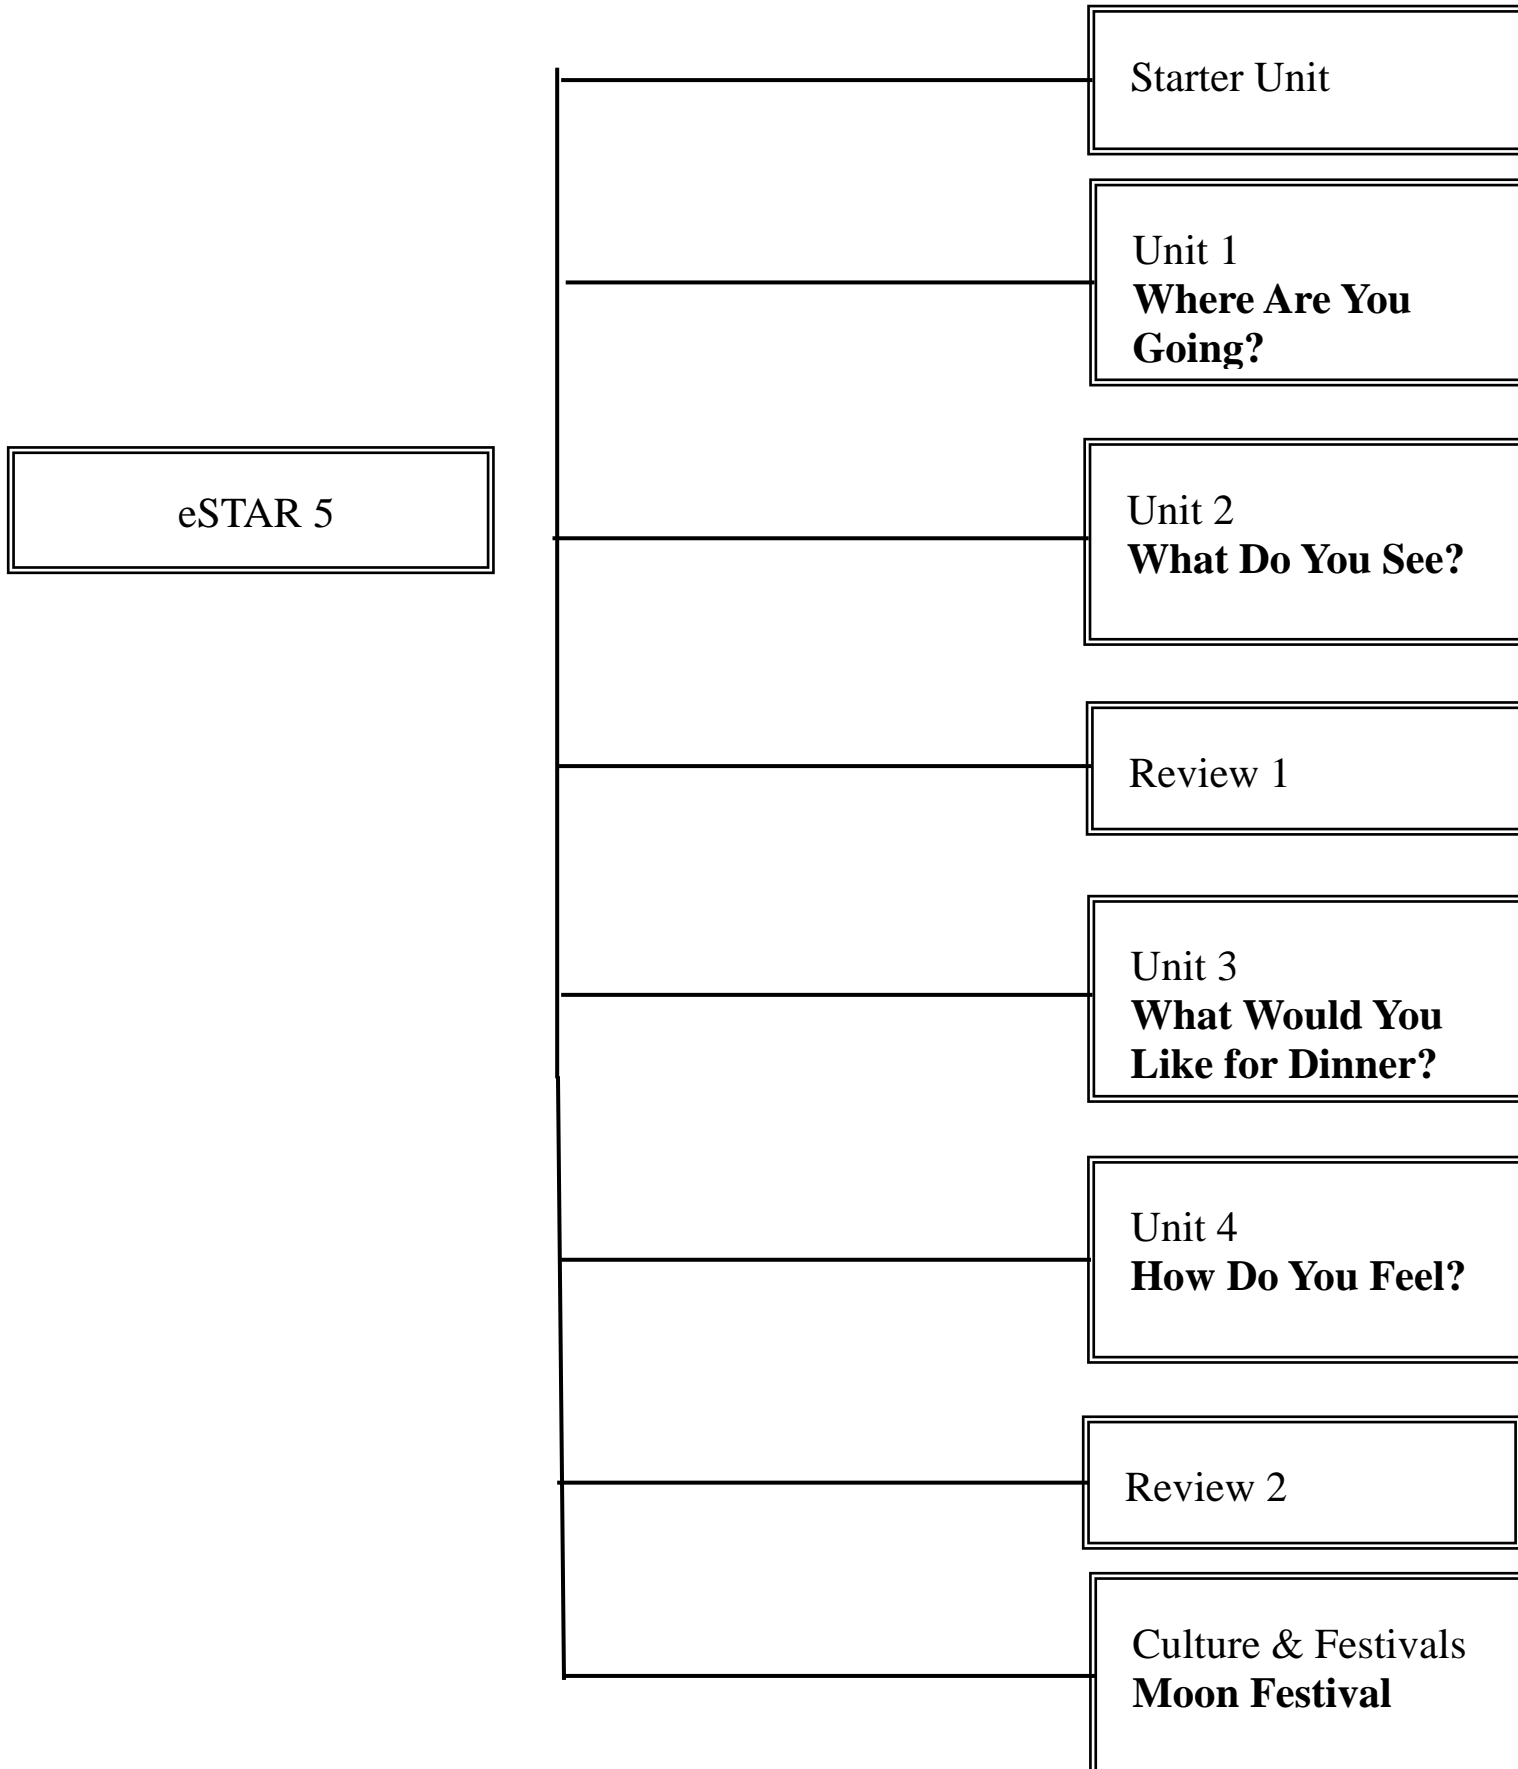 Starter Unit
Unit 1
Where Are You
Going?
eSTAR 5
Unit 2
What Do You See?
Review 1
Unit 3
What Would You
Like for Dinner?
Unit 4
How Do You Feel?
Review 2
Culture & Festivals
Moon Festival